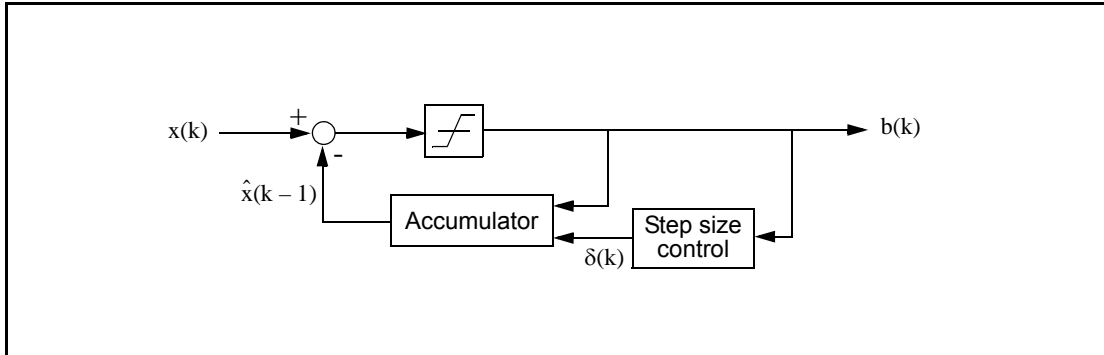 +
x(k)
b(k)
-
x̂(k – 1)
Accumulator
Step size
control
δ(k)